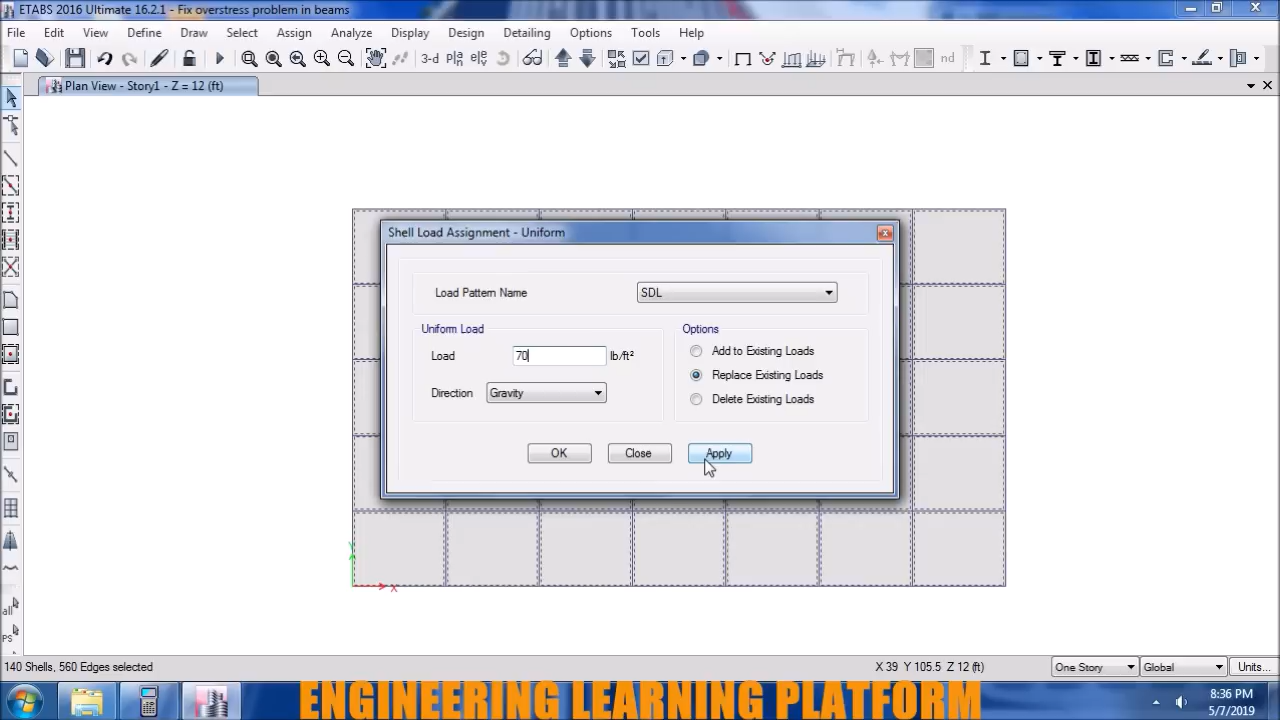 ETABS 2016 Ultimate 16.2.1 - Fix overstress problem in beams
File Edit View Define Draw Select Assign Analyze Display Design Detailing Options Tools Help
3-d
nd
Plan View - Story1 - Z = 12 (ft)
Shell Load Assignment - Uniform
Load Pattern Name SDL
Uniform Load
Load 70 lb/ft²
Direction Gravity
Options
Add to Existing Loads
Replace Existing Loads
Delete Existing Loads
OK Close Apply
Y
X
all
PS
140 Shells, 560 Edges selected
X 39 Y 105.5 Z 12 (ft)
One Story Global Units...
ENGINEERING LEARNING PLATFORM
8:36 PM
5/7/2019